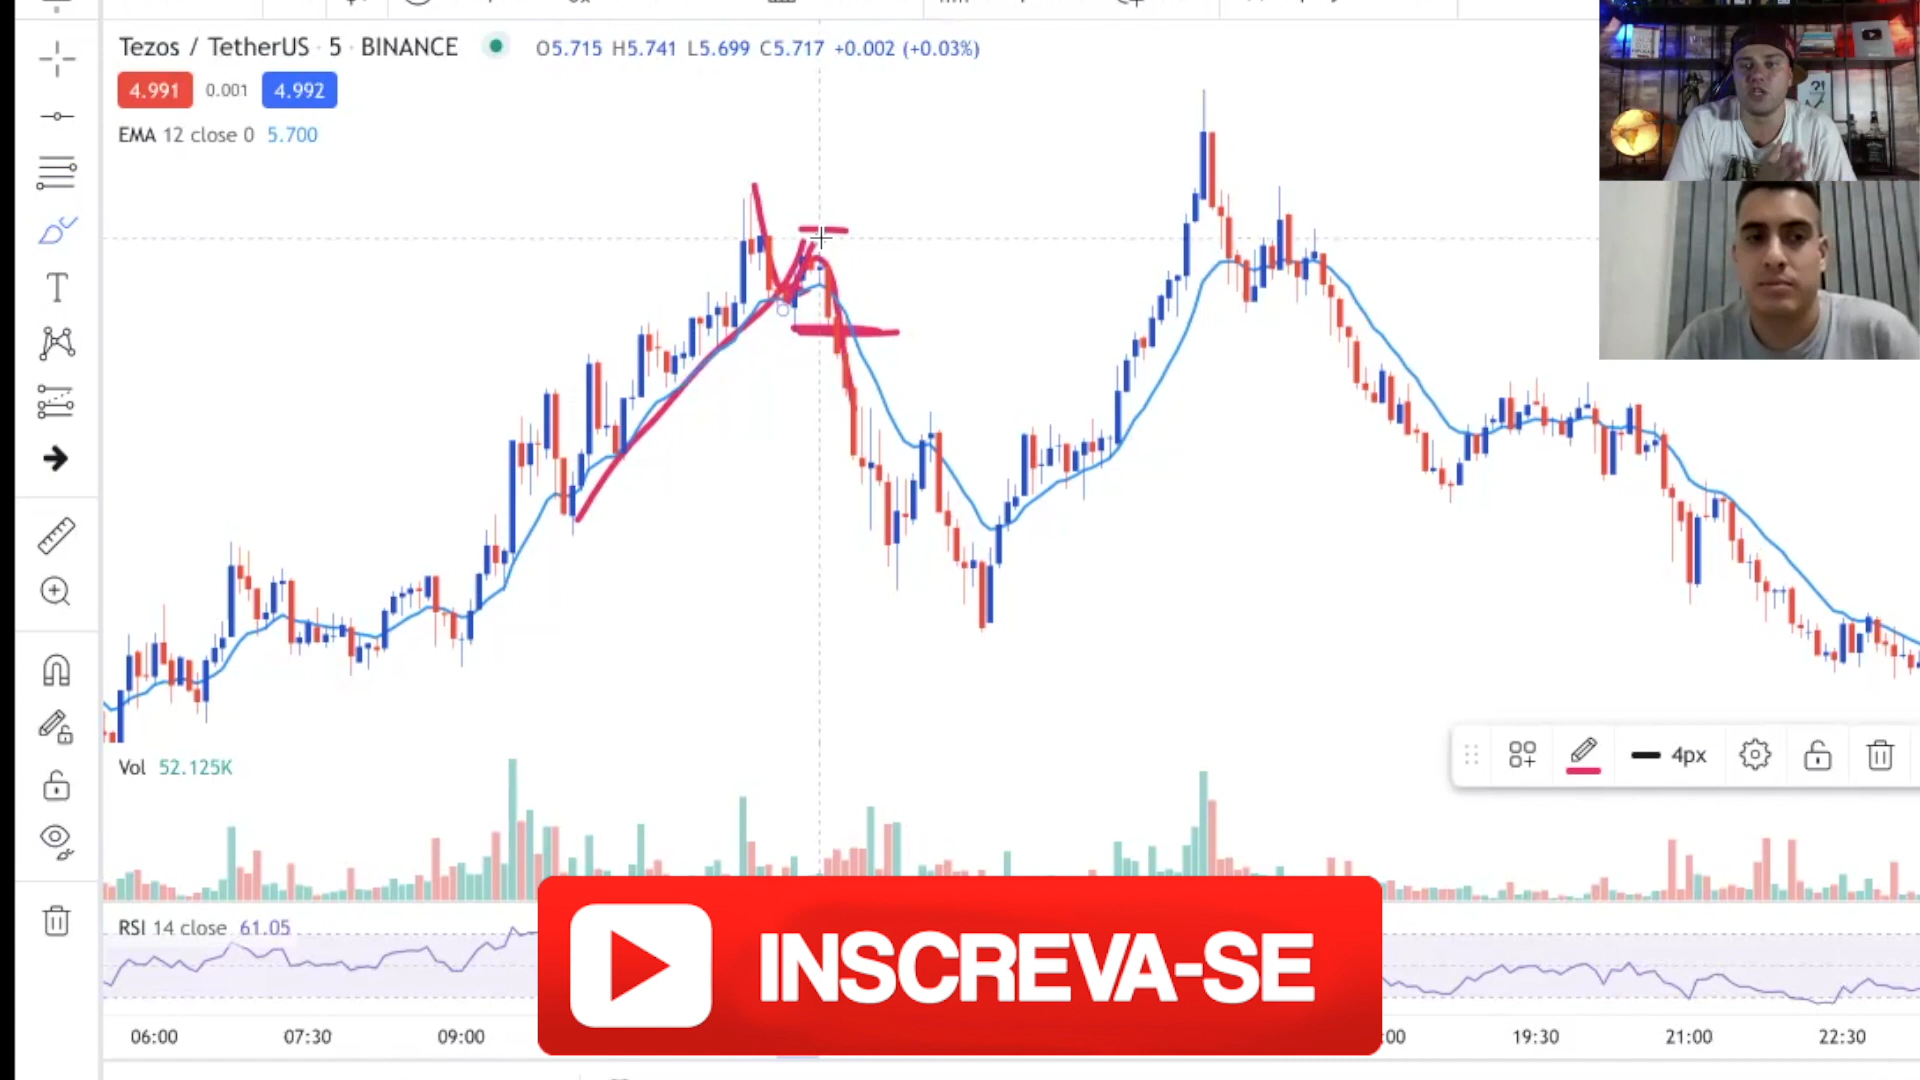 Tezos / TetherUS · 5 · BINANCE O5.715 H5.741 L5.699 C5.717 +0.002 (+0.03%)
4.991 0.001 4.992
EMA 12 close 0 5.700
4px
Vol 52.125K
RSI 14 close 61.05
INSCREVA-SE
06:00 07:30 09:00 :00 19:30 21:00 22:30